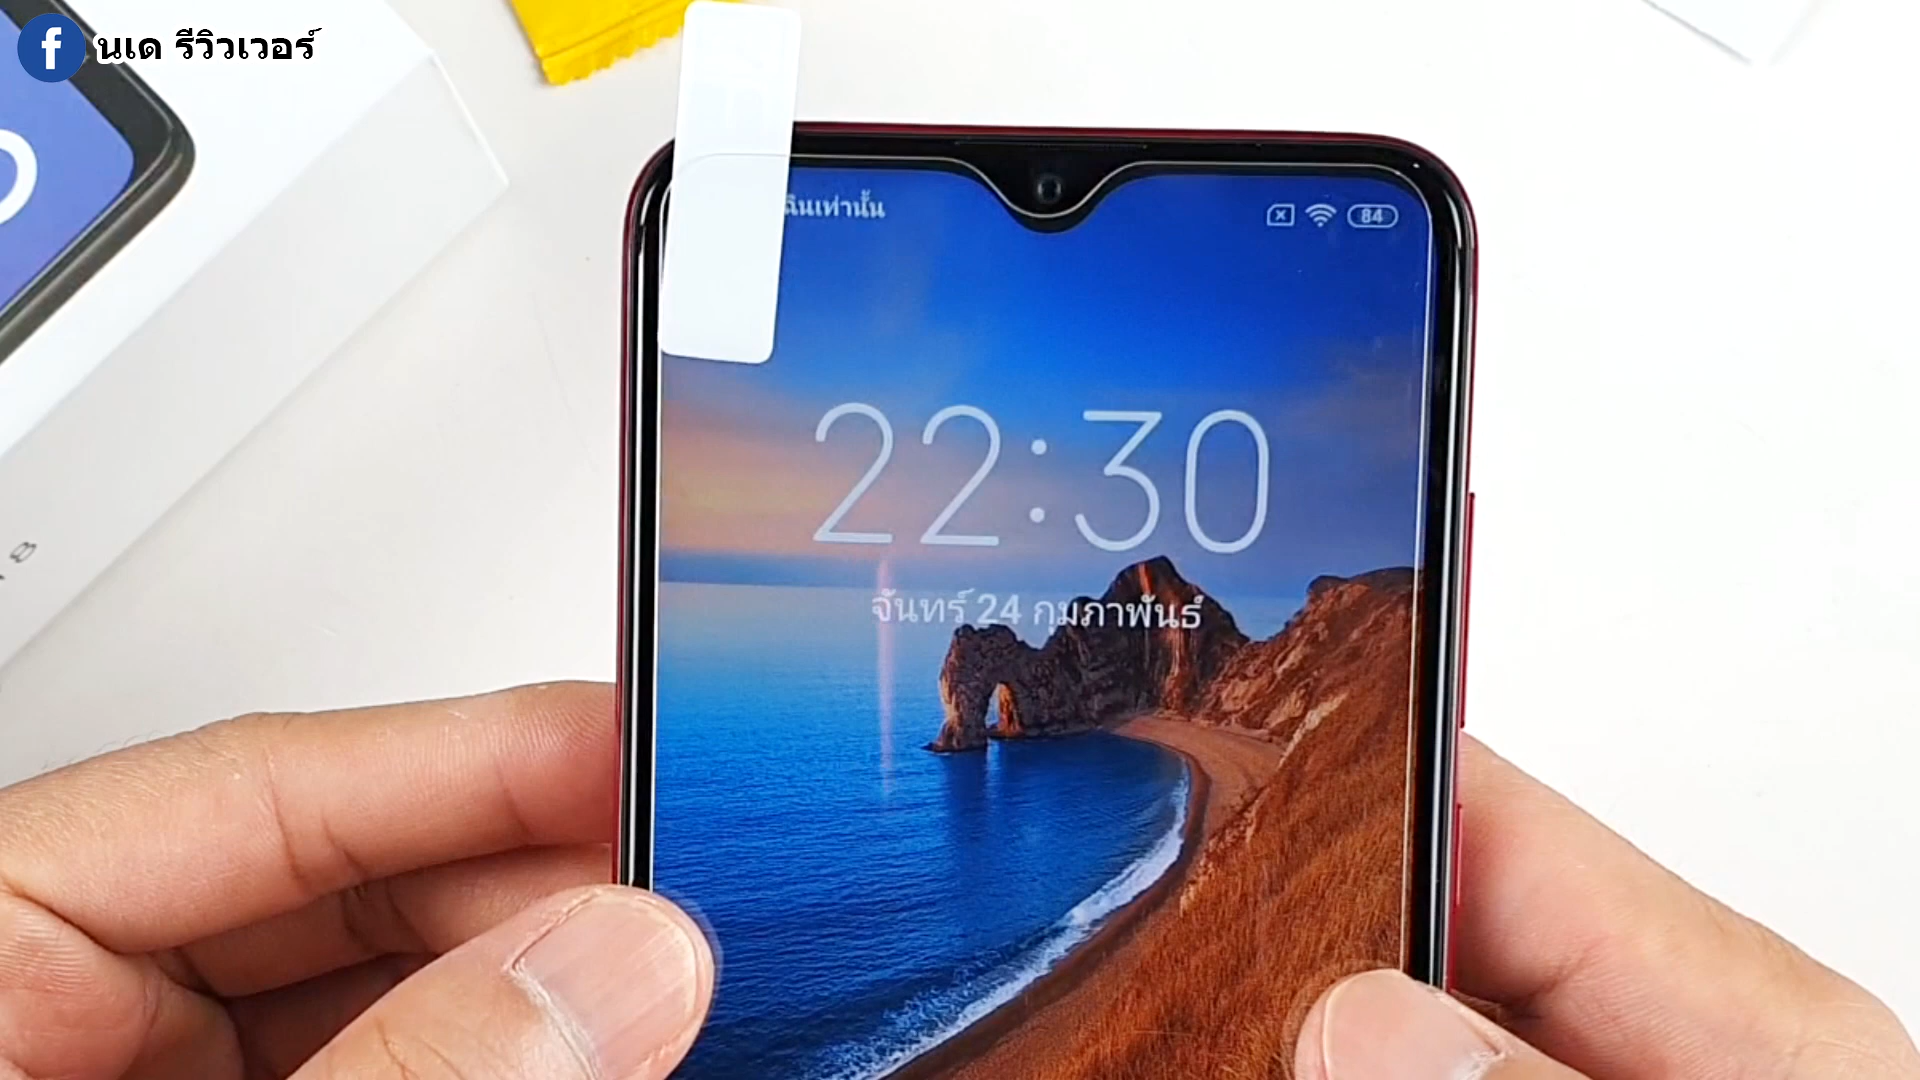 นเด รีวิวเวอร์
ฉินเท่านั้น
84
22:30
จันทร์ 24 กุมภาพันธ์
8